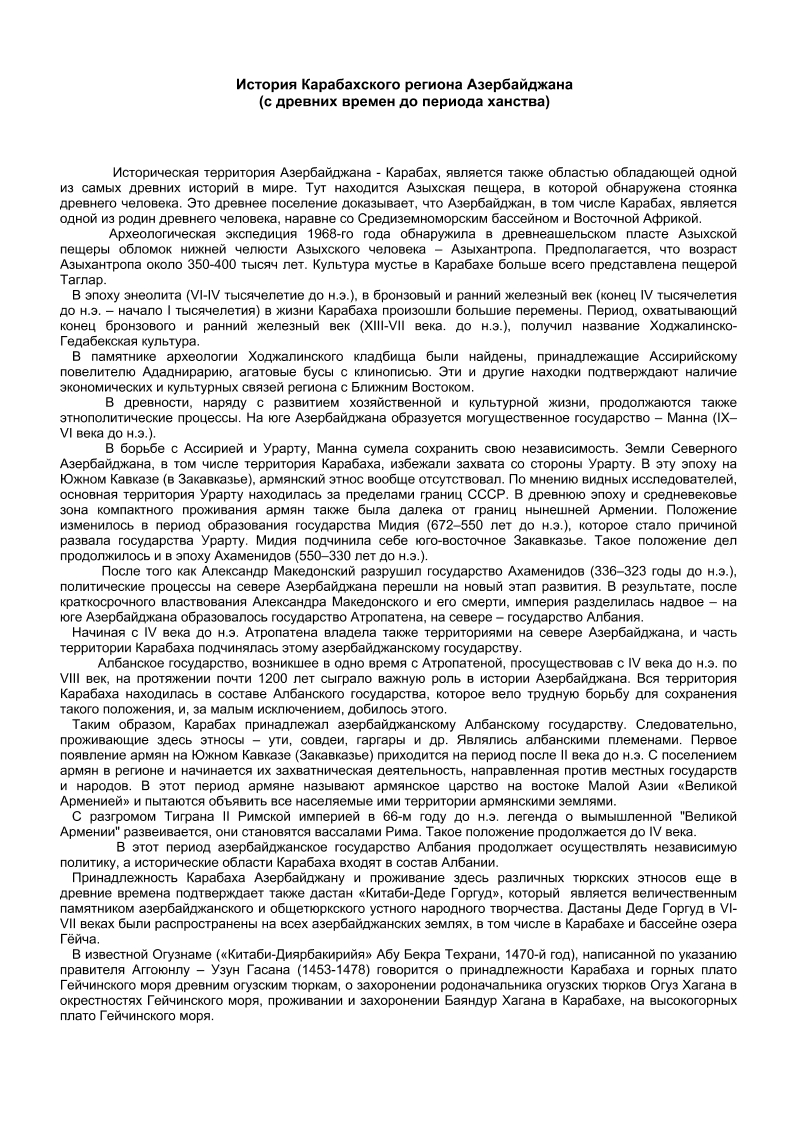 История Карабахского региона Азербайджана
(с древних времен до периода ханства)
Историческая территория Азербайджана - Карабах, является также областью обладающей одной
из самых древних историй в мире. Тут находится Азыхская пещера, в которой обнаружена стоянка
древнего человека. Это древнее поселение доказывает, что Азербайджан, в том числе Карабах, является
одной из родин древнего человека, наравне со Средиземноморским бассейном и Восточной Африкой.
Археологическая экспедиция 1968-го года обнаружила в древнеашельском пласте Азыхской
пещеры обломок нижней челюсти Азыхского человека – Азыхантропа. Предполагается, что возраст
Азыхантропа около 350-400 тысяч лет. Культура мустье в Карабахе больше всего представлена пещерой
Таглар.
В эпоху энеолита (VI-IV тысячелетие до н.э.), в бронзовый и ранний железный век (конец IV тысячелетия
до н.э. – начало I тысячелетия) в жизни Карабаха произошли большие перемены. Период, охватывающий
конец бронзового и ранний железный век (XIII-VII века. до н.э.), получил название Ходжалинско-
Гедабекская культура.
В памятнике археологии Ходжалинского кладбища были найдены, принадлежащие Ассирийскому
повелителю Ададнирарию, агатовые бусы с клинописью. Эти и другие находки подтверждают наличие
экономических и культурных связей региона с Ближним Востоком.
В древности, наряду с развитием хозяйственной и культурной жизни, продолжаются также
этнополитические процессы. На юге Азербайджана образуется могущественное государство – Манна (IX–
VI века до н.э.).
В борьбе с Ассирией и Урарту, Манна сумела сохранить свою независимость. Земли Северного
Азербайджана, в том числе территория Карабаха, избежали захвата со стороны Урарту. В эту эпоху на
Южном Кавказе (в Закавказье), армянский этнос вообще отсутствовал. По мнению видных исследователей,
основная территория Урарту находилась за пределами границ СССР. В древнюю эпоху и средневековье
зона компактного проживания армян также была далека от границ нынешней Армении. Положение
изменилось в период образования государства Мидия (672–550 лет до н.э.), которое стало причиной
развала государства Урарту. Мидия подчинила себе юго-восточное Закавказье. Такое положение дел
продолжилось и в эпоху Ахаменидов (550–330 лет до н.э.).
После того как Александр Македонский разрушил государство Ахаменидов (336–323 годы до н.э.),
политические процессы на севере Азербайджана перешли на новый этап развития. В результате, после
краткосрочного властвования Александра Македонского и его смерти, империя разделилась надвое – на
юге Азербайджана образовалось государство Атропатена, на севере – государство Албания.
Начиная с IV века до н.э. Атропатена владела также территориями на севере Азербайджана, и часть
территории Карабаха подчинялась этому азербайджанскому государству.
Албанское государство, возникшее в одно время с Атропатеной, просуществовав с IV века до н.э. по
VIII век, на протяжении почти 1200 лет сыграло важную роль в истории Азербайджана. Вся территория
Карабаха находилась в составе Албанского государства, которое вело трудную борьбу для сохранения
такого положения, и, за малым исключением, добилось этого.
Таким образом, Карабах принадлежал азербайджанскому Албанскому государству. Следовательно,
проживающие здесь этносы – ути, совдеи, гаргары и др. Являлись албанскими племенами. Первое
появление армян на Южном Кавказе (Закавказье) приходится на период после II века до н.э. С поселением
армян в регионе и начинается их захватническая деятельность, направленная против местных государств
и народов. В этот период армяне называют армянское царство на востоке Малой Азии «Великой
Арменией» и пытаются объявить все населяемые ими территории армянскими землями.
С разгромом Тиграна II Римской империей в 66-м году до н.э. легенда о вымышленной "Великой
Армении" развеивается, они становятся вассалами Рима. Такое положение продолжается до IV века.
В этот период азербайджанское государство Албания продолжает осуществлять независимую
политику, а исторические области Карабаха входят в состав Албании.
Принадлежность Карабаха Азербайджану и проживание здесь различных тюркских этносов еще в
древние времена подтверждает также дастан «Китаби-Деде Горгуд», который является величественным
памятником азербайджанского и общетюркского устного народного творчества. Дастаны Деде Горгуд в VI-
VII веках были распространены на всех азербайджанских землях, в том числе в Карабахе и бассейне озера
Гёйча.
В известной Огузнаме («Китаби-Диярбакирийя» Абу Бекра Техрани, 1470-й год), написанной по указанию
правителя Аггоюнлу – Узун Гасана (1453-1478) говорится о принадлежности Карабаха и горных плато
Гейчинского моря древним огузским тюркам, о захоронении родоначальника огузских тюрков Огуз Хагана в
окрестностях Гейчинского моря, проживании и захоронении Баяндур Хагана в Карабахе, на высокогорных
плато Гейчинского моря.